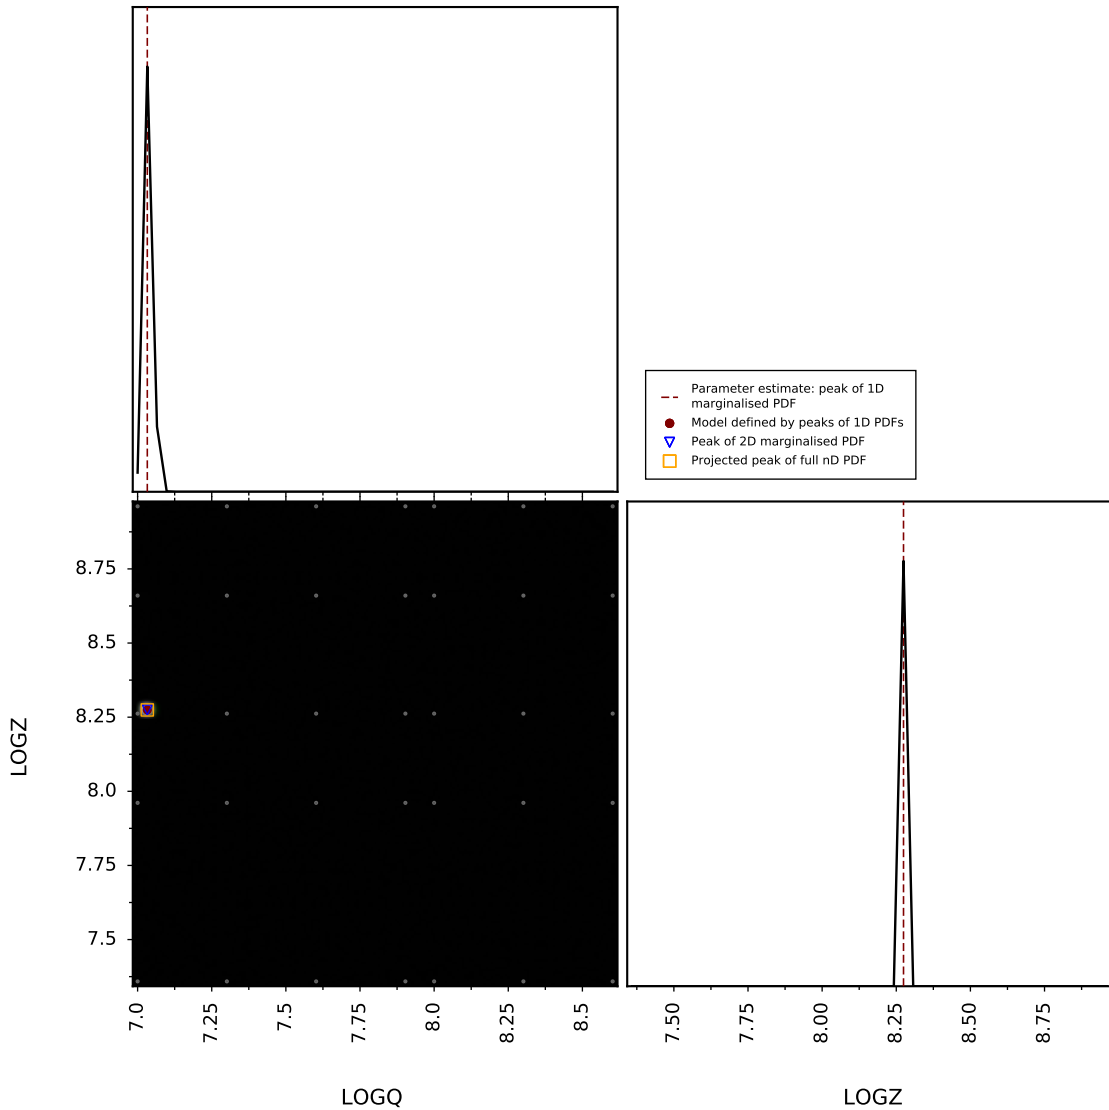 Parameter estimate: peak of 1D
marginalised PDF
Model defined by peaks of 1D PDFs
Peak of 2D marginalised PDF
Projected peak of full nD PDF
8.75
8.5
8.25
8.0
7.75
7.5
LOGZ
7.0
7.25
7.5
7.75
8.0
8.25
8.5
LOGQ
7.50
7.75
8.00
8.25
8.50
8.75
LOGZ